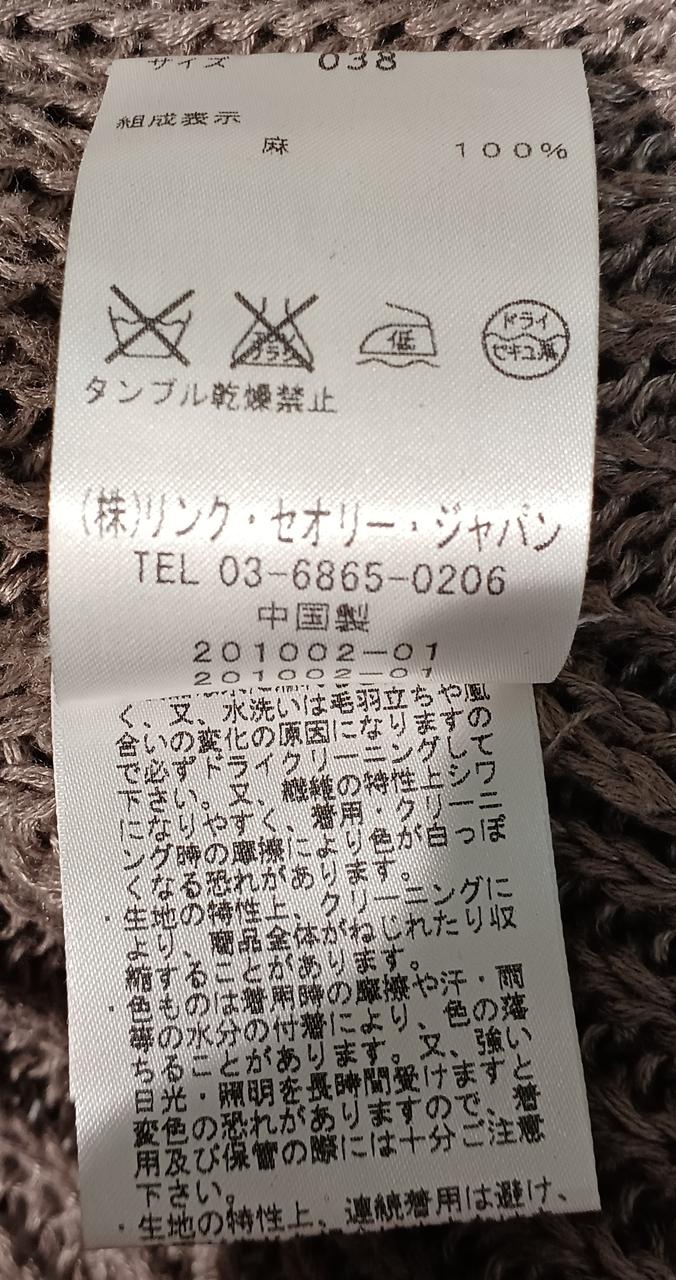 サイズ 038
組成表示
麻 100%
低
ドライ
セキユ系
タンブル乾燥禁止
(株)リンク・セオリー・ジャパン
TEL 03-6865-0206
中国製
201002-01
201002-01
く、又、水洗いは毛羽立ちや風
合いの変化の原因になりますの
で必ずドライクリーニングして
下さい。又、繊維の特性上シワ
になりやすく、着用・クリーニ
ング時の摩擦により色が白っぽ
くなる恐れがあります。
・生地の特性上、クリーニングに
より、商品全体がねじれたり収
縮することがあります。
・色ものは着用時の摩擦や汗・雨
等の水分の付着により、色の落
ちることがあります。又、強い
日光・照明を長時間受けますと
変色の恐れがありますので、着
用及び保管の際には十分ご注意
下さい。
・生地の特性上、連続着用は避け、